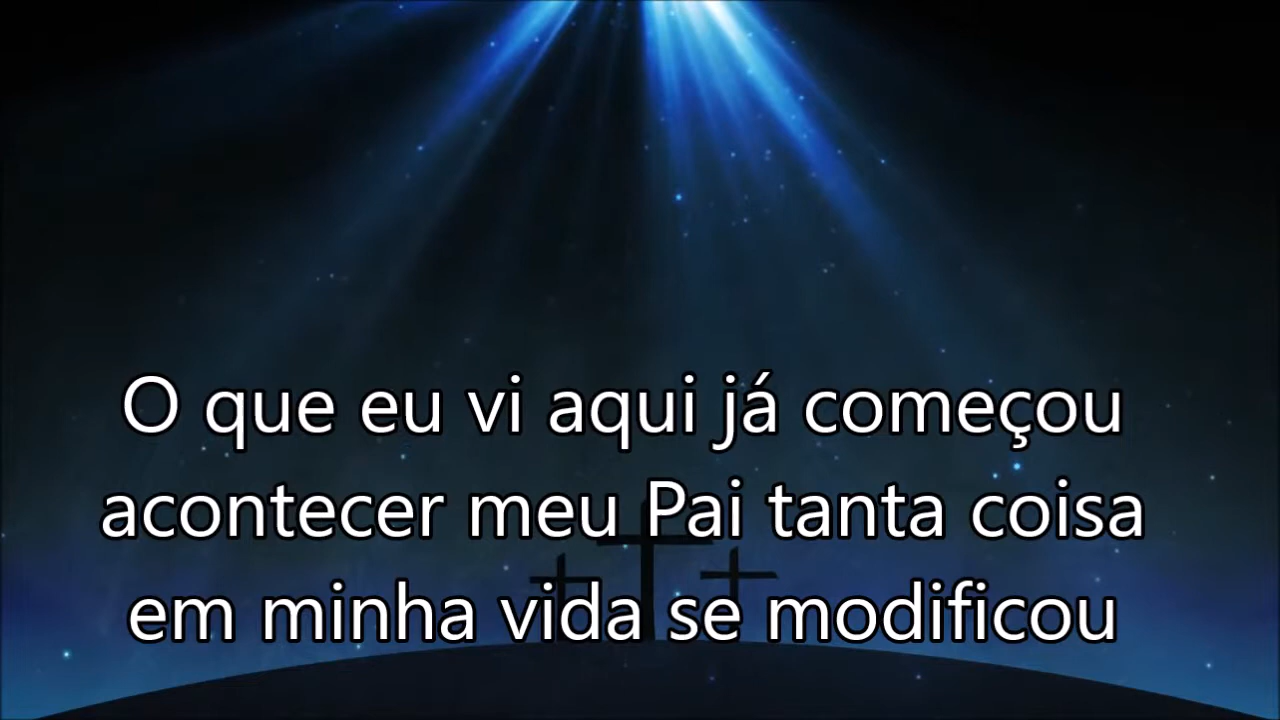 O que eu vi aqui já começou
acontecer meu Pai tanta coisa
em minha vida se modificou